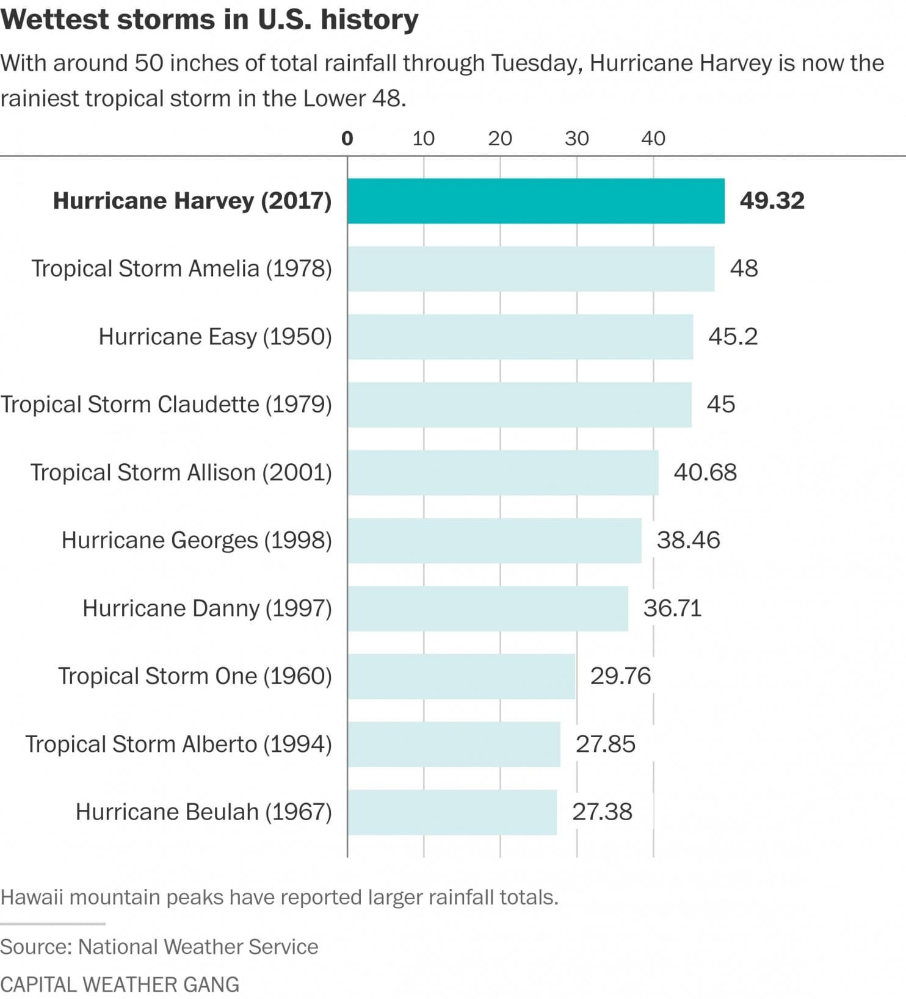 Wettest storms in U.S. history
With around 50 inches of total rainfall through Tuesday, Hurricane Harvey is now the
rainiest tropical storm in the Lower 48.
0 10 20 30 40
Hurricane Harvey (2017) 49.32
Tropical Storm Amelia (1978) 48
Hurricane Easy (1950) 45.2
Tropical Storm Claudette (1979) 45
Tropical Storm Allison (2001) 40.68
Hurricane Georges (1998) 38.46
Hurricane Danny (1997) 36.71
Tropical Storm One (1960) 29.76
Tropical Storm Alberto (1994) 27.85
Hurricane Beulah (1967) 27.38
Hawaii mountain peaks have reported larger rainfall totals.
Source: National Weather Service
CAPITAL WEATHER GANG